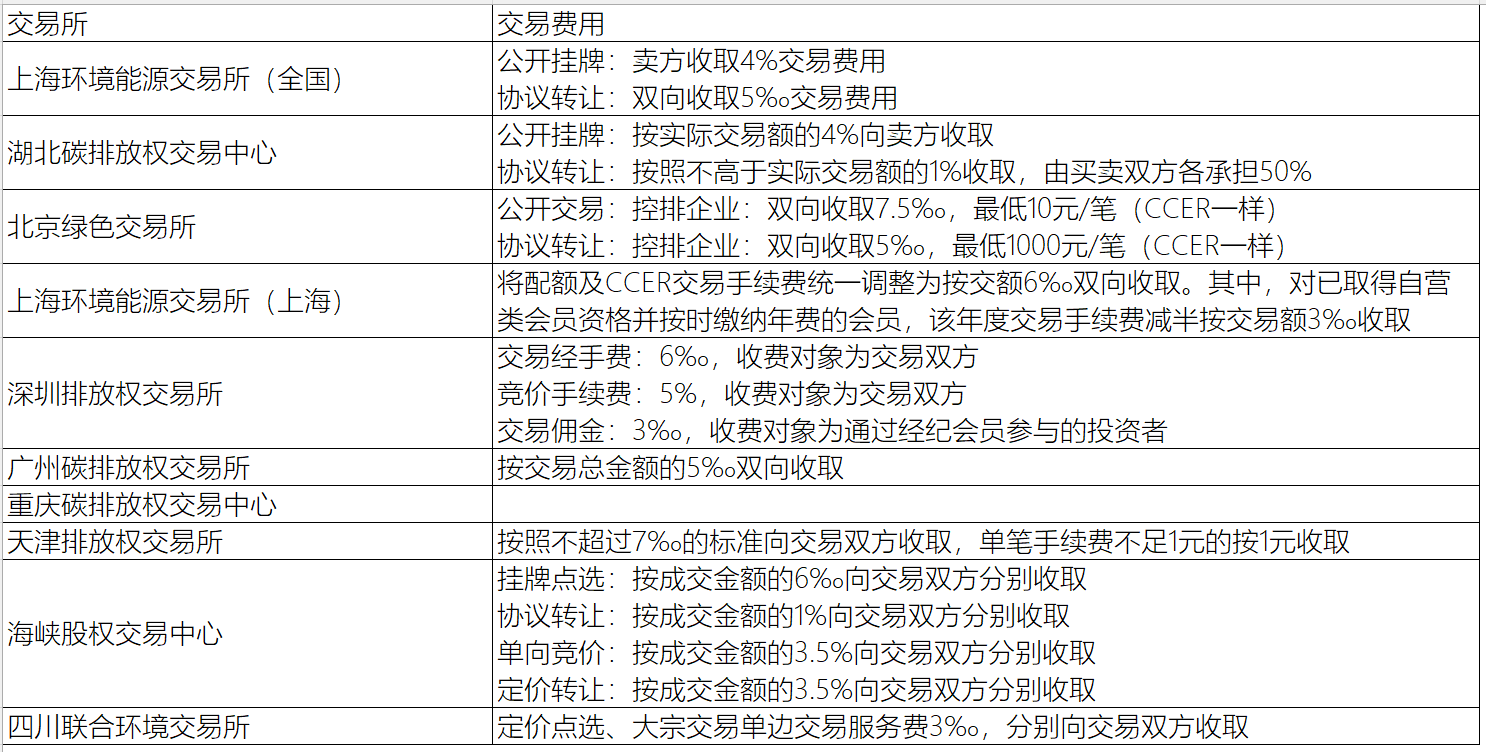 交易所 交易费用
上海环境能源交易所（全国）
公开挂牌：卖方收取4%交易费用
协议转让：双向收取5‰交易费用
湖北碳排放权交易中心
公开挂牌：按实际交易额的4%向卖方收取
协议转让：按照不高于实际交易额的1%收取，由买卖双方各承担50%
北京绿色交易所
公开交易：控排企业：双向收取7.5‰，最低10元/笔（CCER一样）
协议转让：控排企业：双向收取5‰，最低1000元/笔（CCER一样）
上海环境能源交易所（上海）
将配额及CCER交易手续费统一调整为按交额6‰双向收取。其中，对已取得自营
类会员资格并按时缴纳年费的会员，该年度交易手续费减半按交易额3‰收取
深圳排放权交易所
交易经手费：6‰，收费对象为交易双方
竞价手续费：5%，收费对象为交易双方
交易佣金：3‰，收费对象为通过经纪会员参与的投资者
广州碳排放权交易所 按交易总金额的5‰双向收取
重庆碳排放权交易中心
天津排放权交易所 按照不超过7‰的标准向交易双方收取，单笔手续费不足1元的按1元收取
海峡股权交易中心
挂牌点选：按成交金额的6‰向交易双方分别收取
协议转让：按成交金额的1%向交易双方分别收取
单向竞价：按成交金额的3.5%向交易双方分别收取
定价转让：按成交金额的3.5%向交易双方分别收取
四川联合环境交易所 定价点选、大宗交易单边交易服务费3‰，分别向交易双方收取